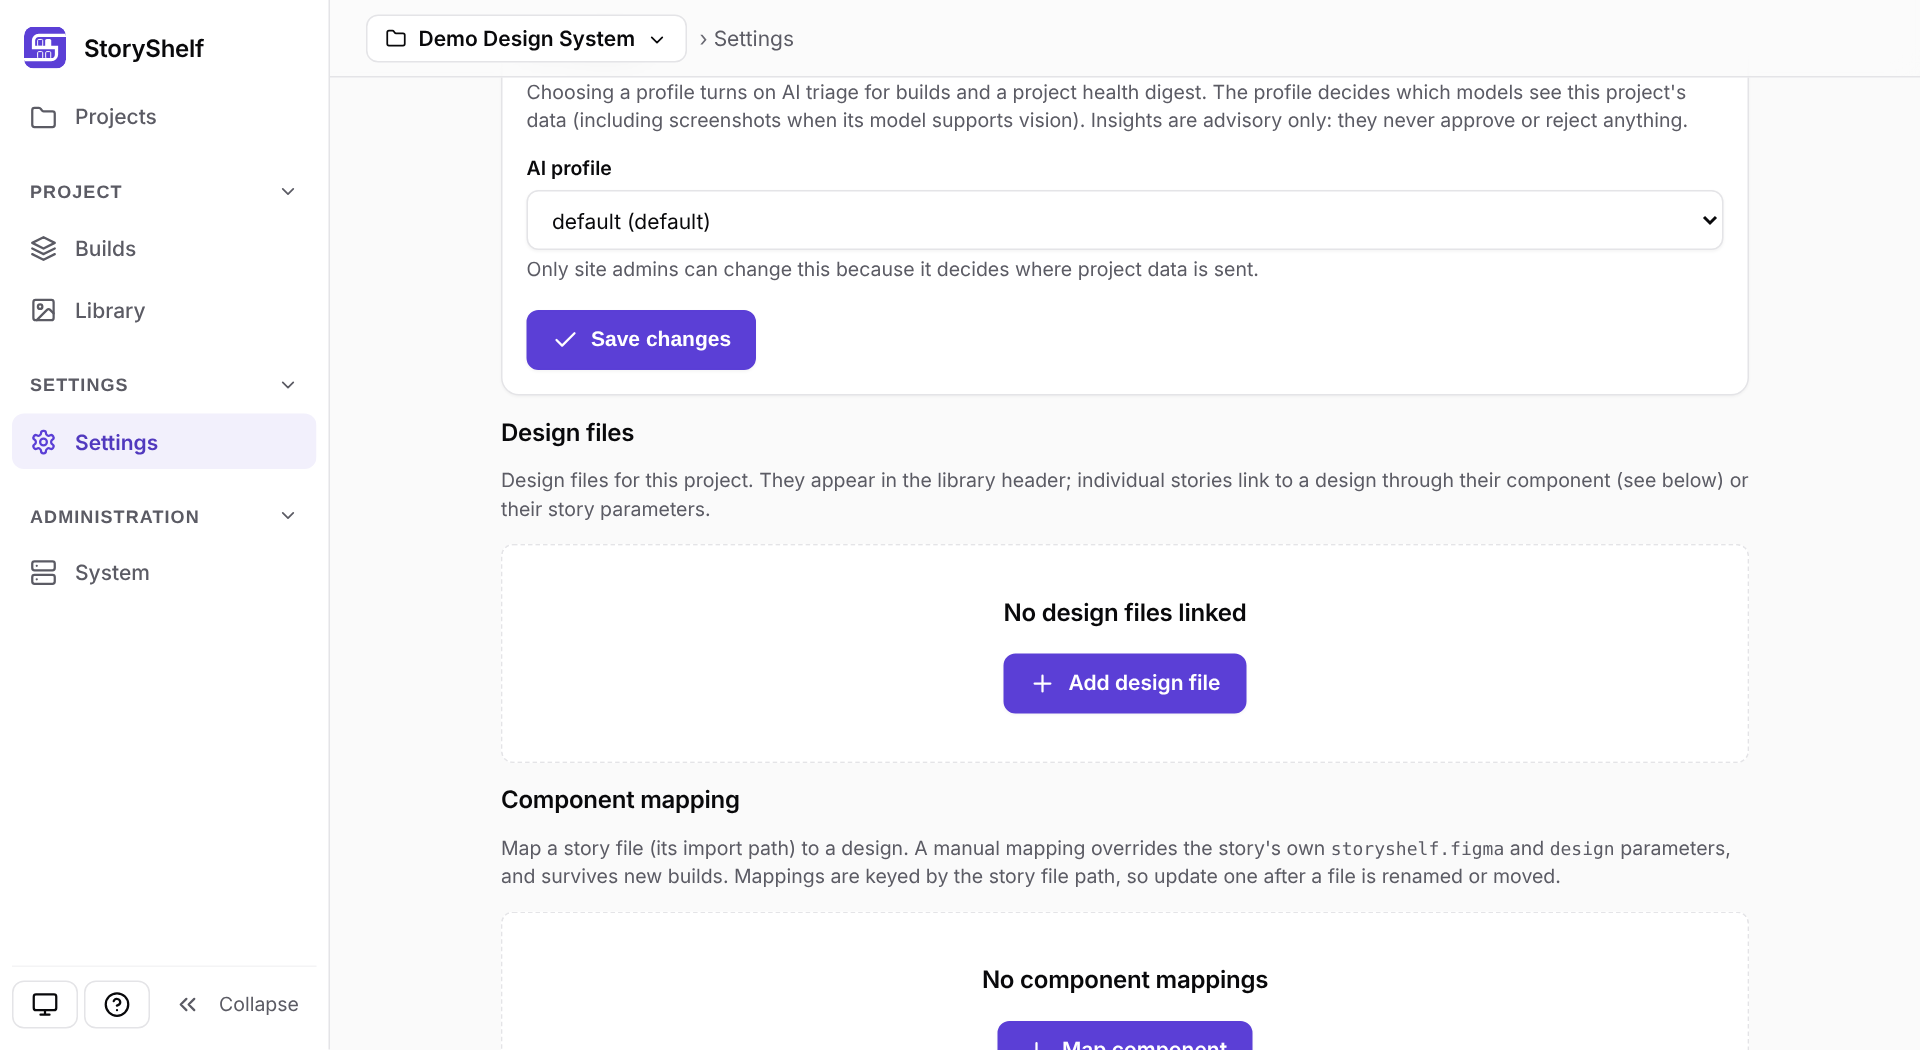 StoryShelf
Projects
PROJECT
Builds
Library
SETTINGS
Settings
ADMINISTRATION
System
Collapse
Demo Design System
› Settings
Choosing a profile turns on AI triage for builds and a project health digest. The profile decides which models see this project's
data (including screenshots when its model supports vision). Insights are advisory only: they never approve or reject anything.
AI profile
default (default)
Only site admins can change this because it decides where project data is sent.
Save changes
Design files
Design files for this project. They appear in the library header; individual stories link to a design through their component (see below) or
their story parameters.
No design files linked
Add design file
Component mapping
Map a story file (its import path) to a design. A manual mapping overrides the story's own storyshelf.figma and design parameters,
and survives new builds. Mappings are keyed by the story file path, so update one after a file is renamed or moved.
No component mappings
Map component